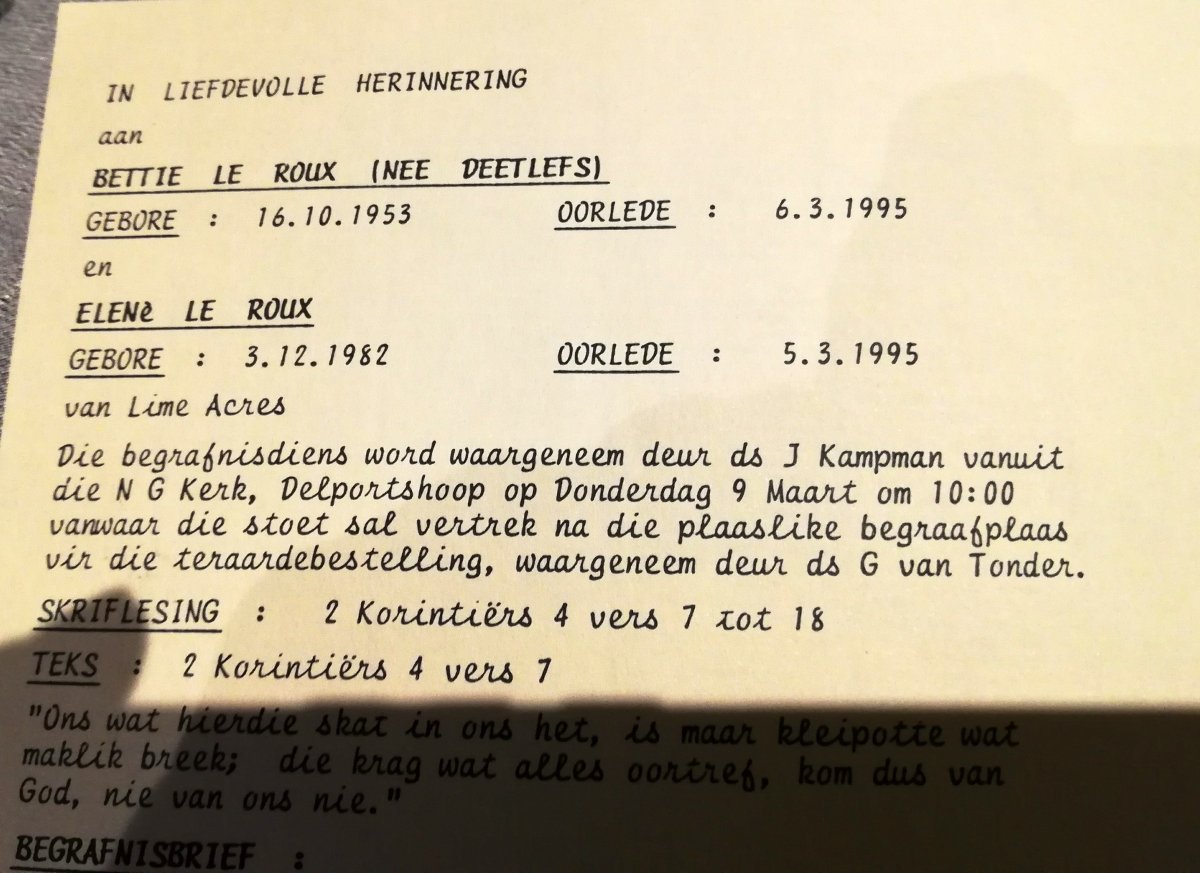 IN LIEFDEVOLLE HERINNERING
aan
BETTIE LE ROUX (NEE DEETLEFS)
GEBORE : 16.10.1953 OORLEDE : 6.3.1995
en
ELENè LE ROUX
GEBORE : 3.12.1982 OORLEDE : 5.3.1995
van Lime Acres
Die begrafnisdiens word waargeneem deur ds J Kampman vanuit
die N G Kerk, Delportshoop op Donderdag 9 Maart om 10:00
vanwaar die stoet sal vertrek na die plaaslike begraafplaas
vir die teraardebestelling, waargeneem deur ds G van Tonder.
SKRIFLESING : 2 Korintiërs 4 vers 7 tot 18
TEKS : 2 Korintiërs 4 vers 7
"Ons wat hierdie skat in ons het, is maar kleipotte wat
maklik breek; die krag wat alles oortref, kom dus van
God, nie van ons nie."
BEGRAFNISBRIEF :